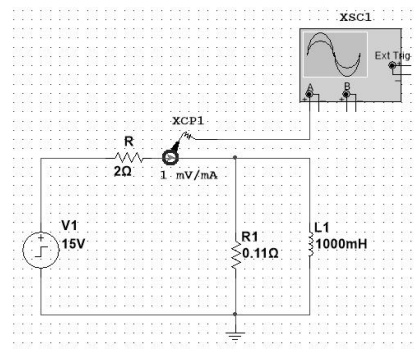 XSC1
Ext Trig
+
-
A
B
+ - + -
XCP1
R
2Ω
1 mV/mA
V1
15V
+
R1
0.11Ω
L1
1000mH